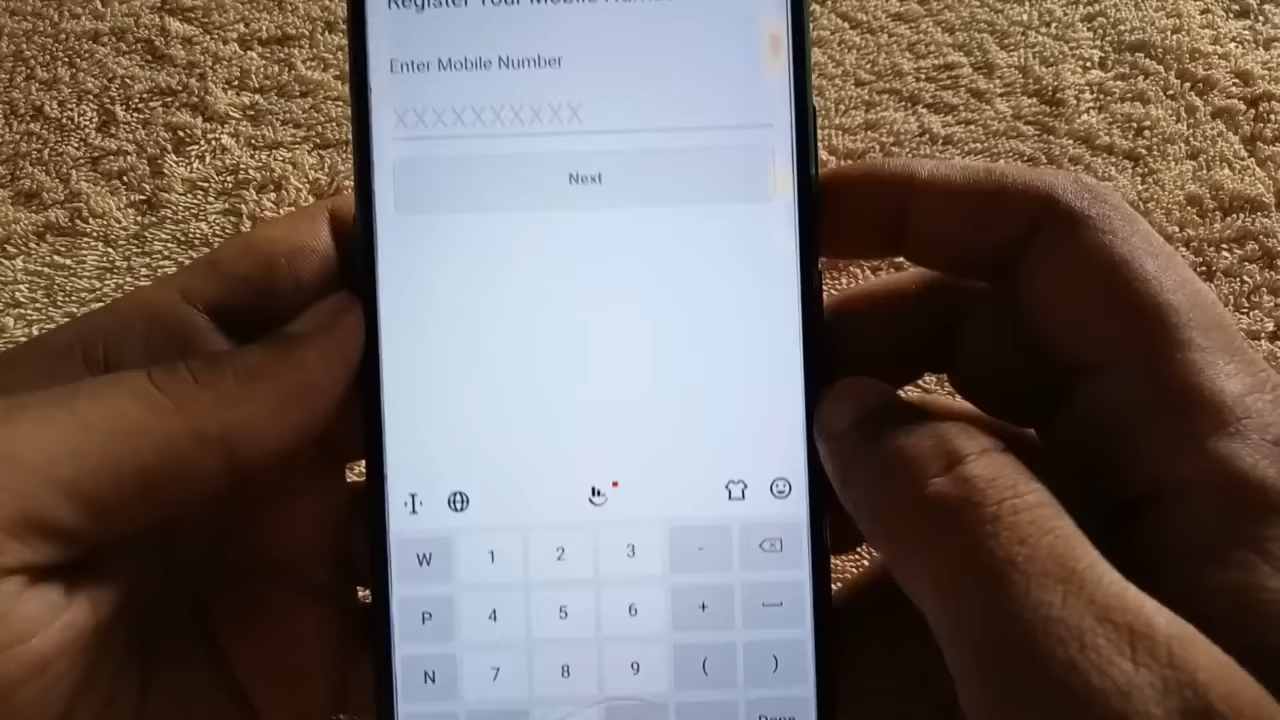 Register Your Mobile Number
Enter Mobile Number
XXXXXXXXXX
Next
W 1 2 3 -
P 4 5 6 +
N 7 8 9 ( )
Done